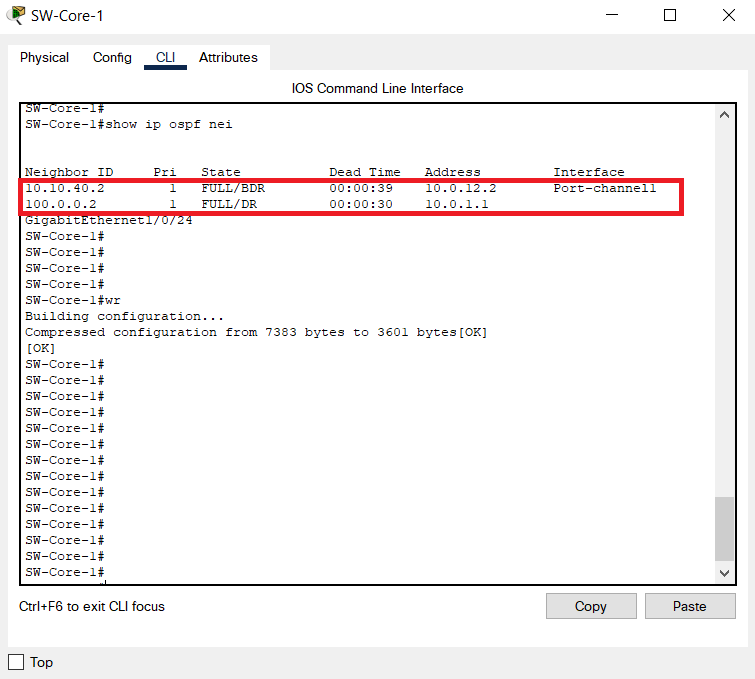 SW-Core-1
Physical Config CLI Attributes
IOS Command Line Interface
SW-Core-1#
SW-Core-1#show ip ospf nei
Neighbor ID Pri State Dead Time Address Interface
10.10.40.2 1 FULL/BDR 00:00:39 10.0.12.2 Port-channel1
100.0.0.2 1 FULL/DR 00:00:30 10.0.1.1
GigabitEthernet1/0/24
SW-Core-1#
SW-Core-1#
SW-Core-1#
SW-Core-1#
SW-Core-1#wr
Building configuration...
Compressed configuration from 7383 bytes to 3601 bytes[OK]
[OK]
SW-Core-1#
SW-Core-1#
SW-Core-1#
SW-Core-1#
SW-Core-1#
SW-Core-1#
SW-Core-1#
SW-Core-1#
SW-Core-1#
SW-Core-1#
SW-Core-1#
SW-Core-1#
SW-Core-1#
SW-Core-1#
Ctrl+F6 to exit CLI focus
Copy Paste
Top